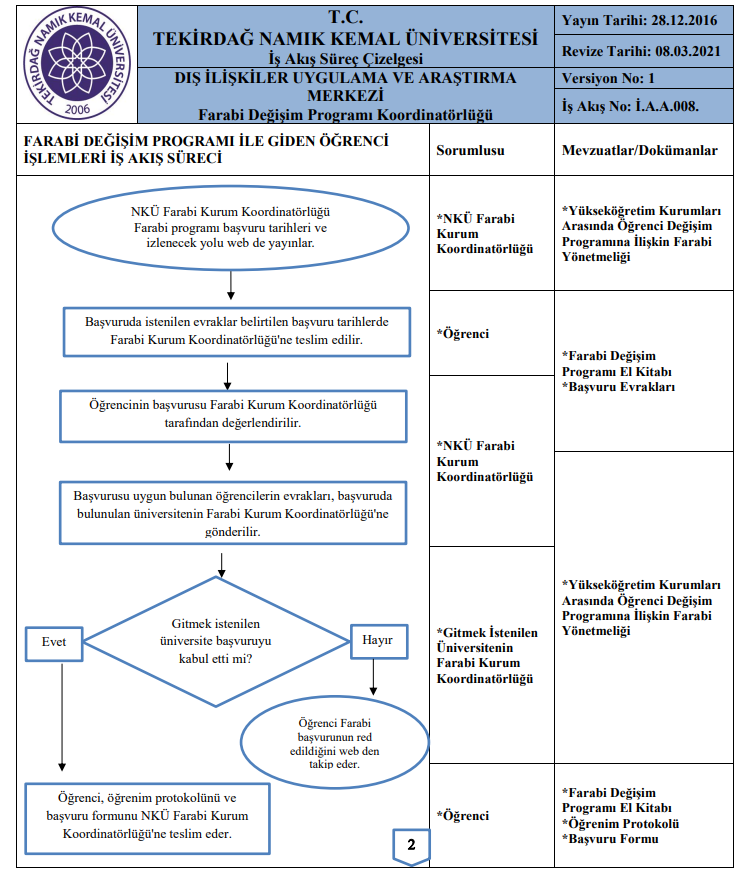 TEKİRDAĞ NAMIK KEMAL ÜNİVERSİTESİ
2006
T.C.
TEKİRDAĞ NAMIK KEMAL ÜNİVERSİTESİ
İş Akış Süreç Çizelgesi
DIŞ İLİŞKİLER UYGULAMA VE ARAŞTIRMA
MERKEZİ
Farabi Değişim Programı Koordinatörlüğü
Yayın Tarihi: 28.12.2016
Revize Tarihi: 08.03.2021
Versiyon No: 1
İş Akış No: İ.A.A.008.
FARABİ DEĞİŞİM PROGRAMI İLE GİDEN ÖĞRENCİ
İŞLEMLERİ İŞ AKIŞ SÜRECİ
Sorumlusu
Mevzuatlar/Dokümanlar
NKÜ Farabi Kurum Koordinatörlüğü
Farabi programı başvuru tarihleri ve
izlenecek yolu web de yayınlar.
*NKÜ Farabi
Kurum
Koordinatörlüğü
*Yükseköğretim Kurumları
Arasında Öğrenci Değişim
Programına İlişkin Farabi
Yönetmeliği
Başvuruda istenilen evraklar belirtilen başvuru tarihlerde
Farabi Kurum Koordinatörlüğü'ne teslim edilir.
*Öğrenci
*Farabi Değişim
Programı El Kitabı
*Başvuru Evrakları
Öğrencinin başvurusu Farabi Kurum Koordinatörlüğü
tarafından değerlendirilir.
*NKÜ Farabi
Kurum
Koordinatörlüğü
Başvurusu uygun bulunan öğrencilerin evrakları, başvuruda
bulunulan üniversitenin Farabi Kurum Koordinatörlüğü'ne
gönderilir.
*Yükseköğretim Kurumları
Arasında Öğrenci Değişim
Programına İlişkin Farabi
Yönetmeliği
Gitmek istenilen
üniversite başvuruyu
kabul etti mi?
Evet
Hayır
*Gitmek İstenilen
Üniversitenin
Farabi Kurum
Koordinatörlüğü
Öğrenci Farabi
başvurunun red
edildiğini web den
takip eder.
Öğrenci, öğrenim protokolünü ve
başvuru formunu NKÜ Farabi Kurum
Koordinatörlüğü'ne teslim eder.
*Öğrenci
*Farabi Değişim
Programı El Kitabı
*Öğrenim Protokolü
*Başvuru Formu
2